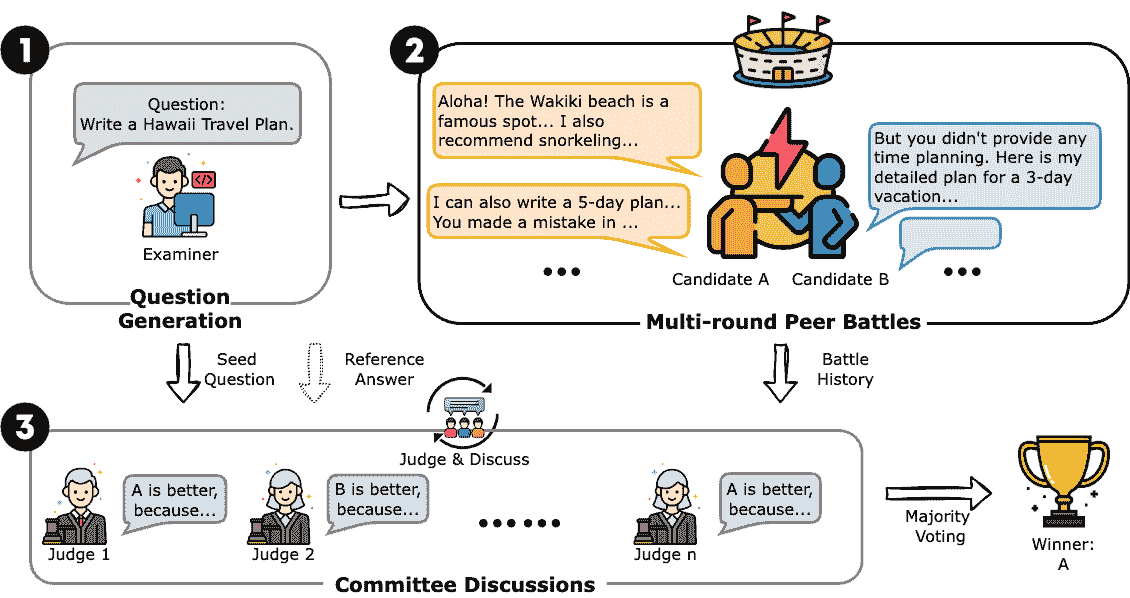 1
Question:
Write a Hawaii Travel Plan.
Examiner
Question
Generation
2
Aloha! The Wakiki beach is a
famous spot... I also
recommend snorkeling...
I can also write a 5-day plan...
You made a mistake in ...
But you didn't provide any
time planning. Here is my
detailed plan for a 3-day
vacation...
Candidate A
Candidate B
Multi-round Peer Battles
Seed
Question
Reference
Answer
Battle
History
3
Judge & Discuss
A is better,
because...
Judge 1
B is better,
because...
Judge 2
A is better,
because...
Judge n
Committee Discussions
Majority
Voting
Winner:
A